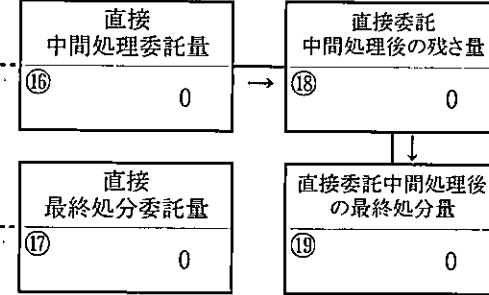 直接
中間処理委託量
⑯
0
→
直接委託
中間処理後の残さ量
⑱
0
↓
直接
最終処分委託量
⑰
0
直接委託中間処理後
の最終処分量
⑲
0